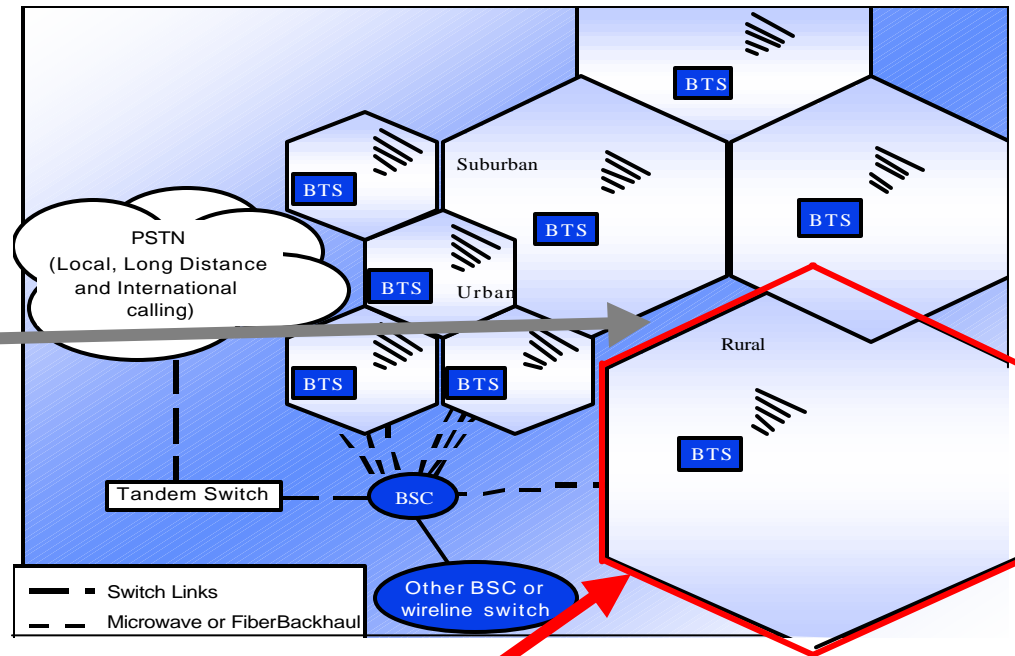 BTS
Suburban
BTS
BTS
BTS
PSTN
(Local, Long Distance
and International
calling)
BTS
Urban
BTS
BTS
Rural
BTS
Tandem Switch
BSC
Other BSC or
wireline switch
Switch Links
Microwave or FiberBackhaul